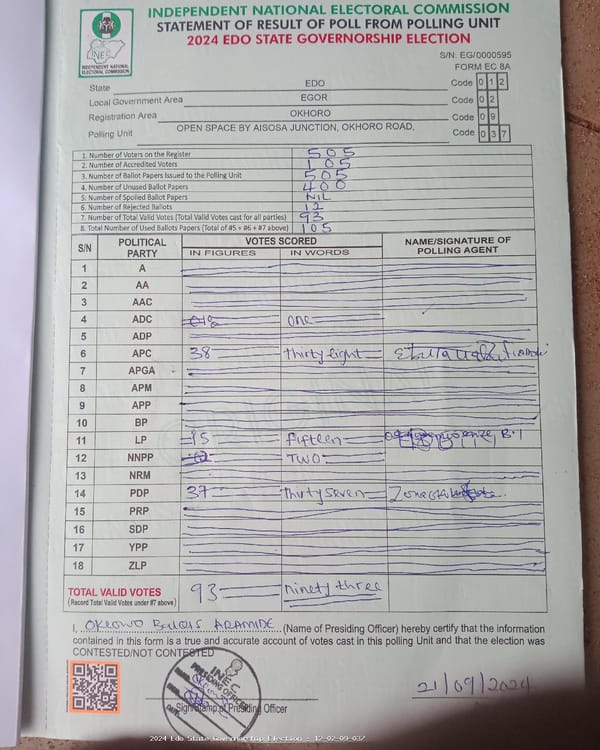 INDEPENDENT NATIONAL ELECTORAL COMMISSION
STATEMENT OF RESULT OF POLL FROM POLLING UNIT
2024 EDO STATE GOVERNORSHIP ELECTION
INEC
INDEPENDENT NATIONAL ELECTORAL COMMISSION
S/N: EG/0000595
FORM EC 8A
State EDO Code 0 1 2
Local Government Area EGOR Code 0 2
Registration Area OKHORO Code 0 9
Polling Unit OPEN SPACE BY AISOSA JUNCTION, OKHORO ROAD, Code 0 3 7
1. Number of Voters on the Register 505
2. Number of Accredited Voters 105
3. Number of Ballot Papers Issued to the Polling Unit 505
4. Number of Unused Ballot Papers 400
5. Number of Spoiled Ballot Papers NIL
6. Number of Rejected Ballots 12
7. Number of Total Valid Votes (Total Valid Votes cast for all parties) 93
8. Total Number of Used Ballots Papers (Total of #5 + #6 + #7 above) 105
S/N POLITICAL PARTY VOTES SCORED NAME/SIGNATURE OF POLLING AGENT
IN FIGURES IN WORDS
1 A
2 AA
3 AAC
4 ADC one
5 ADP
6 APC 38 thirty Eight
7 APGA
8 APM
9 APP
10 BP
11 LP 15 fifteen
12 NNPP TWO
13 NRM
14 PDP 37 thirty seven
15 PRP
16 SDP
17 YPP
18 ZLP
TOTAL VALID VOTES 93 ninety three
(Record Total Valid Votes under #7 above)
I, OKEOWO BALQIS ARAMIDE (Name of Presiding Officer) hereby certify that the information
contained in this form is a true and accurate account of votes cast in this polling unit and that the election was
CONTESTED/NOT CONTESTED
INEC
PRESIDING OFFICER
21/09/2024
Sign/Stamp of Presiding Officer
2024 Edo State Governorship Election - 12-02-09-037